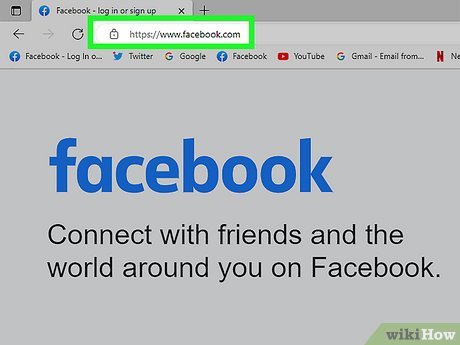 Facebook - log in or sign up
https://www.facebook.com
Facebook - Log In o... Twitter Google Facebook YouTube Gmail - Email from... Ne
facebook
Connect with friends and the
world around you on Facebook.
wikiHow